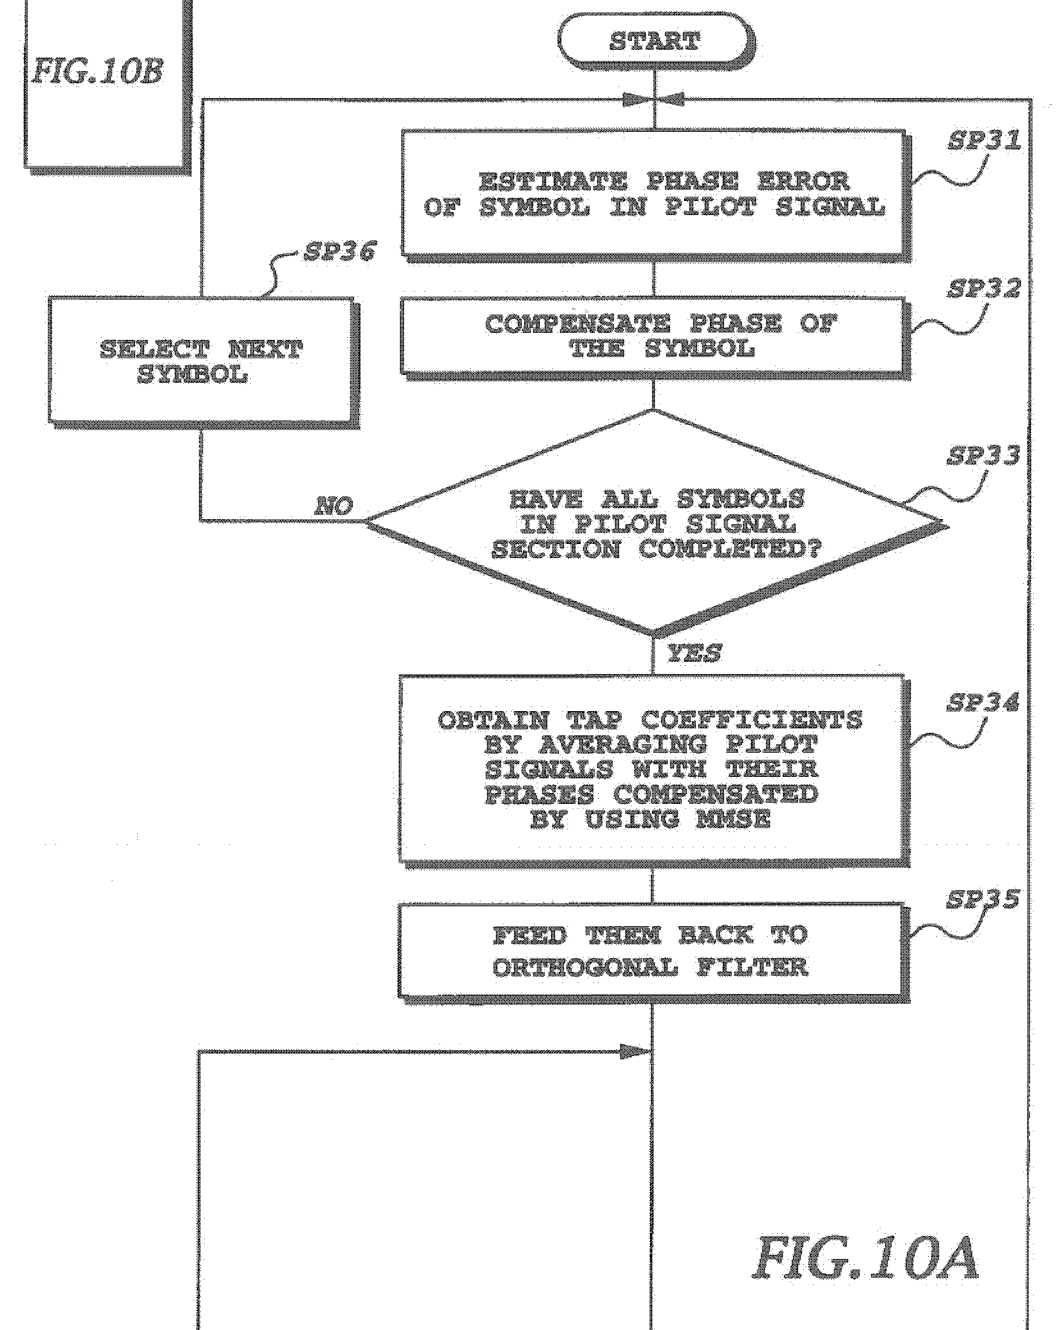 FIG.10B
START
SP31
ESTIMATE PHASE ERROR
OF SYMBOL IN PILOT SIGNAL
SP36
SELECT NEXT
SYMBOL
SP32
COMPENSATE PHASE OF
THE SYMBOL
SP33
NO
HAVE ALL SYMBOLS
IN PILOT SIGNAL
SECTION COMPLETED?
YES
SP34
OBTAIN TAP COEFFICIENTS
BY AVERAGING PILOT
SIGNALS WITH THEIR
PHASES COMPENSATED
BY USING MMSE
SP35
FEED THEM BACK TO
ORTHOGONAL FILTER
FIG.10A